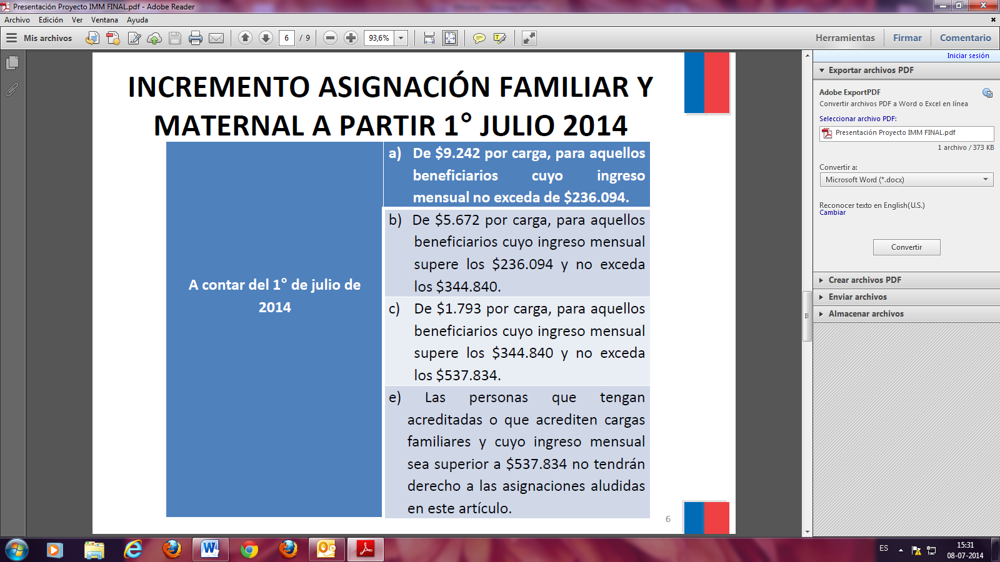 Presentación Proyecto IMM FINAL.pdf - Adobe Reader
Archivo Edición Ver Ventana Ayuda
Mis archivos 6 / 9 93,6% Herramientas Firmar Comentario
Iniciar sesión
Exportar archivos PDF
Adobe ExportPDF
Convertir archivos PDF a Word o Excel en línea
Seleccionar archivo PDF:
Presentación Proyecto IMM FINAL.pdf
1 archivo / 373 KB
Convertir a:
Microsoft Word (*.docx)
Reconocer texto en English(U.S.)
Cambiar
Convertir
Crear archivos PDF
Enviar archivos
Almacenar archivos
INCREMENTO ASIGNACIÓN FAMILIAR Y
MATERNAL A PARTIR 1° JULIO 2014
A contar del 1° de julio de
2014
a) De $9.242 por carga, para aquellos
beneficiarios cuyo ingreso
mensual no exceda de $236.094.
b) De $5.672 por carga, para aquellos
beneficiarios cuyo ingreso mensual
supere los $236.094 y no exceda
los $344.840.
c) De $1.793 por carga, para aquellos
beneficiarios cuyo ingreso mensual
supere los $344.840 y no exceda
los $537.834.
e) Las personas que tengan
acreditadas o que acrediten cargas
familiares y cuyo ingreso mensual
sea superior a $537.834 no tendrán
derecho a las asignaciones aludidas
en este artículo.
6
ES
15:31
08-07-2014